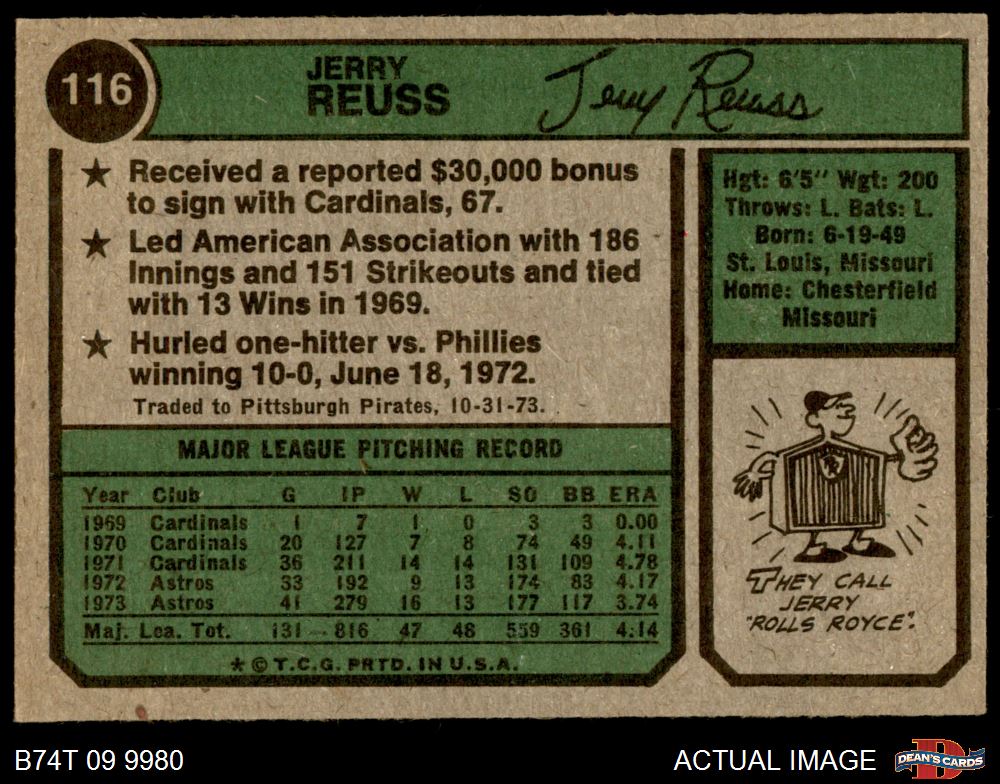 116
JERRY
REUSS
Jerry Reuss
★ Received a reported $30,000 bonus
to sign with Cardinals, 67.
★ Led American Association with 186
Innings and 151 Strikeouts and tied
with 13 Wins in 1969.
★ Hurled one-hitter vs. Phillies
winning 10-0, June 18, 1972.
Traded to Pittsburgh Pirates, 10-31-73.
MAJOR LEAGUE PITCHING RECORD
Year Club G IP W L SO BB ERA
1969 Cardinals 1 7 1 0 3 3 0.00
1970 Cardinals 20 127 7 8 74 49 4.11
1971 Cardinals 36 211 14 14 131 109 4.78
1972 Astros 33 192 9 13 174 83 4.17
1973 Astros 41 279 16 13 177 117 3.74
Maj. Lea. Tot. 131 816 47 48 559 361 4.14
★ © T.C.G. PRTD. IN U.S.A.
Hgt: 6'5" Wgt: 200
Throws: L. Bats: L.
Born: 6-19-49
St. Louis, Missouri
Home: Chesterfield
Missouri
THEY CALL
JERRY
"ROLLS ROYCE".
B74T 09 9980
ACTUAL IMAGE
DEAN'S CARDS